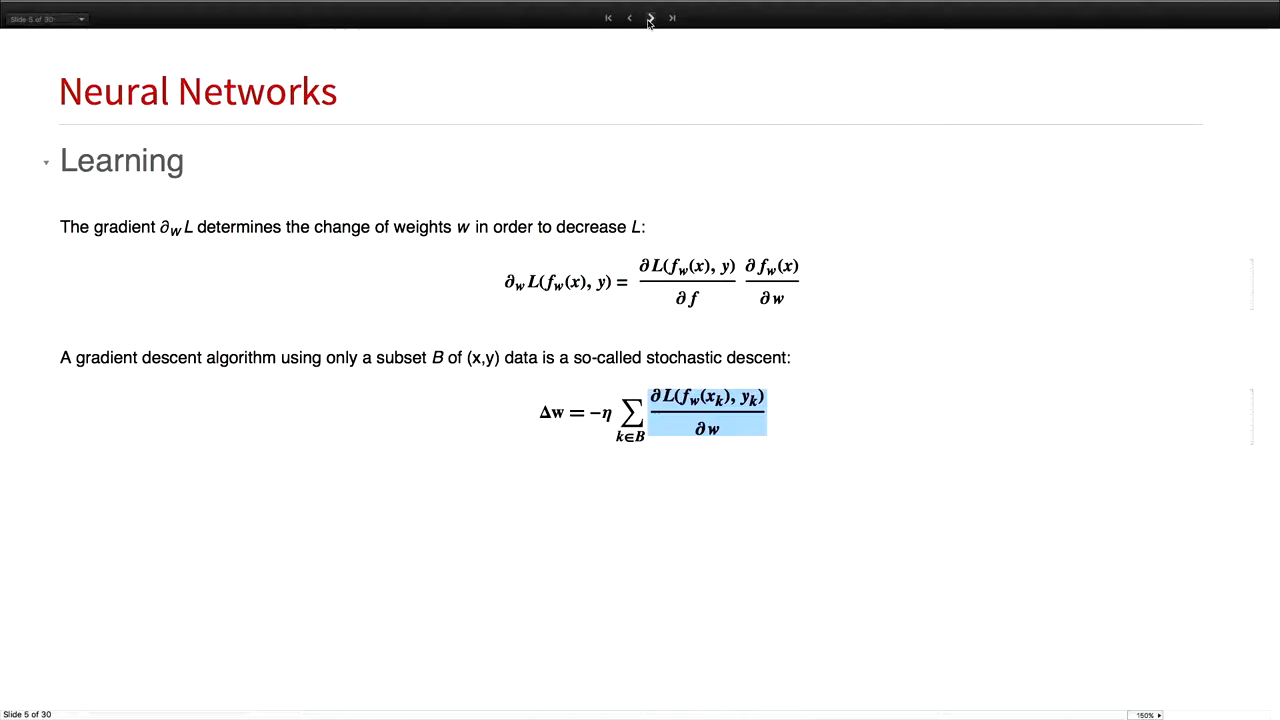 Slide 5 of 30
Neural Networks
Learning
The gradient ∂w L determines the change of weights w in order to decrease L:
∂w L(fw(x), y) = ∂L(fw(x), y) / ∂f ∂fw(x) / ∂w
A gradient descent algorithm using only a subset B of (x,y) data is a so-called stochastic descent:
Δw = −η ∑k∈B ∂L(fw(xk), yk) / ∂w
Slide 5 of 30
150%